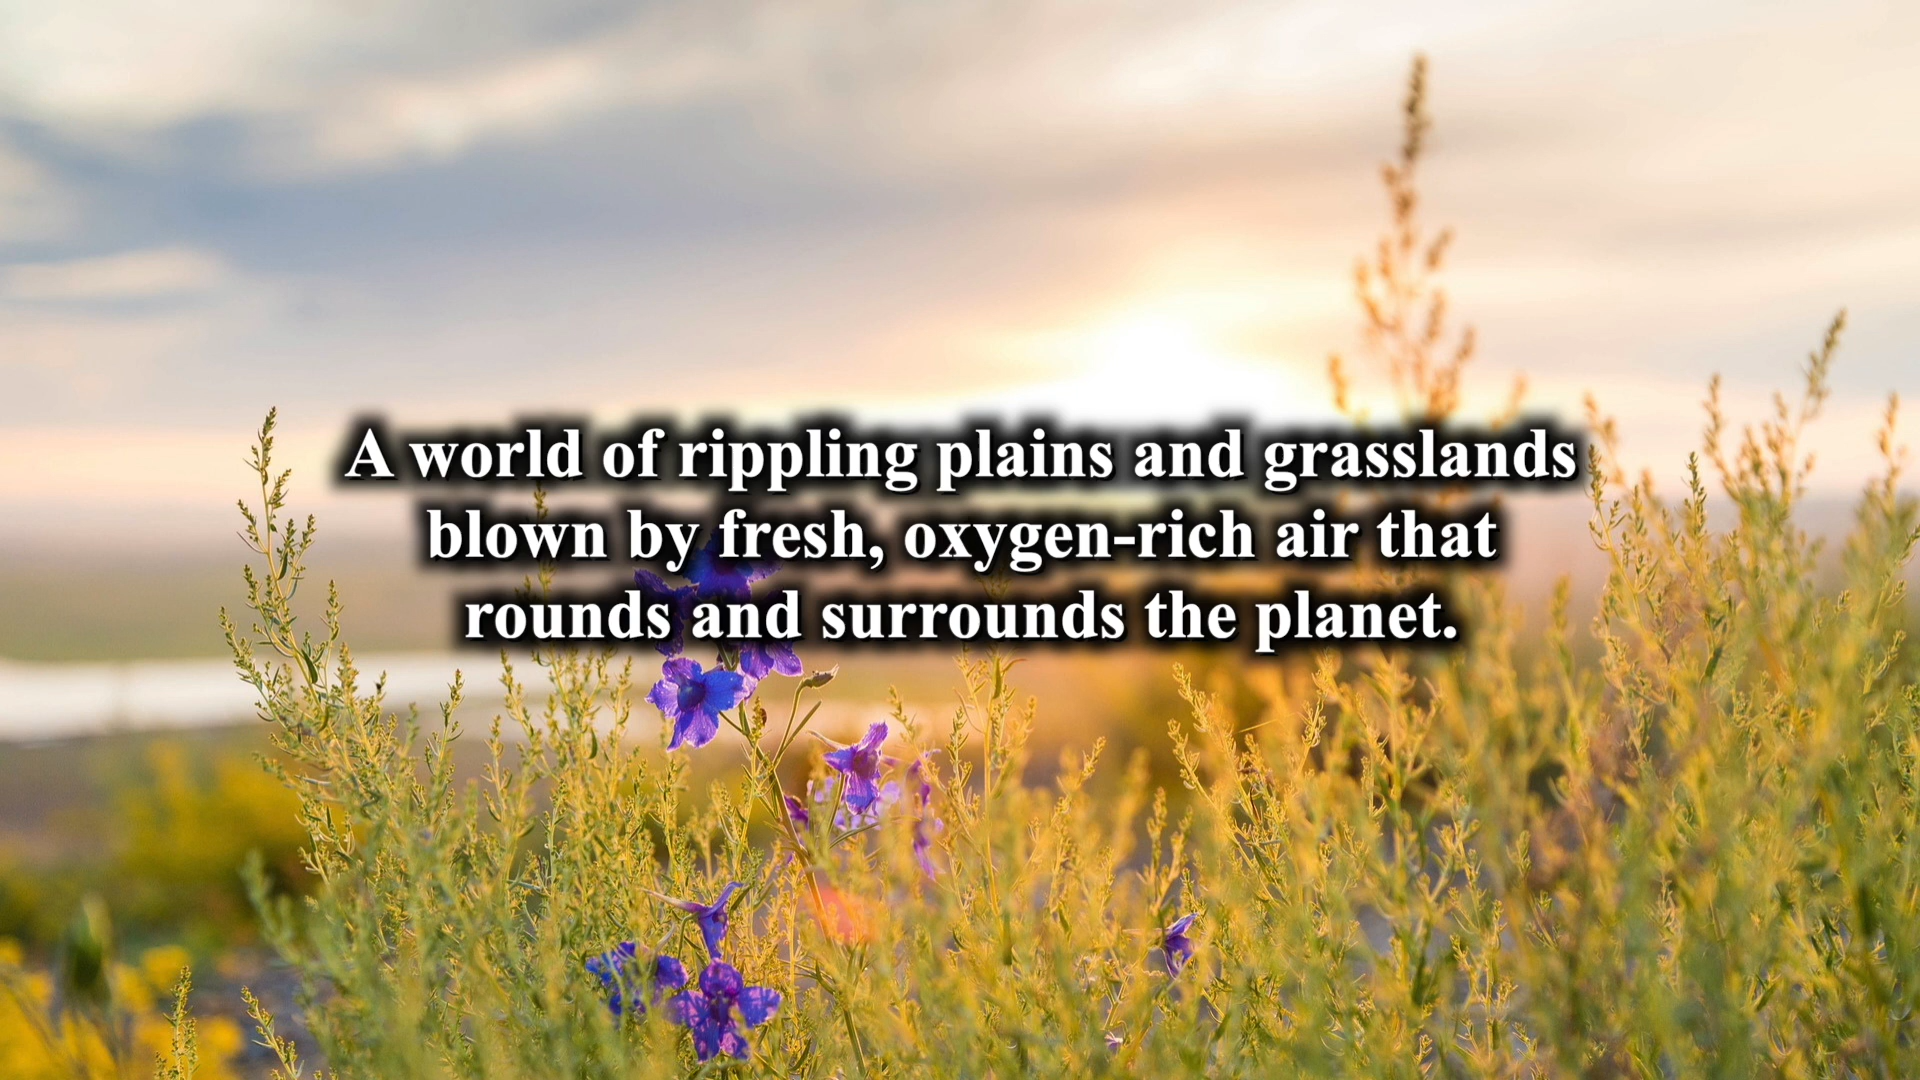 A world of rippling plains and grasslands
blown by fresh, oxygen-rich air that
rounds and surrounds the planet.